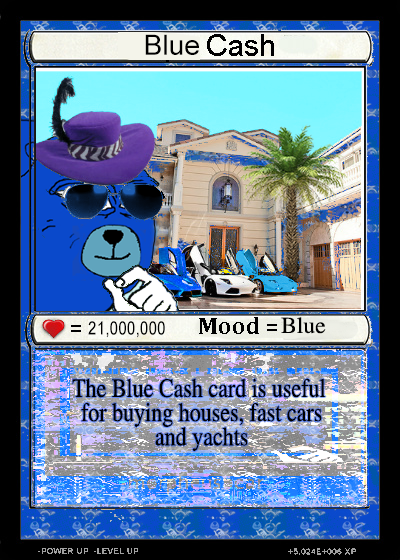 Blue Cash
= 21,000,000 Mood = Blue
The Blue Cash card is useful
for buying houses, fast cars
and yachts
-POWER UP -LEVEL UP +5,024E+006 XP